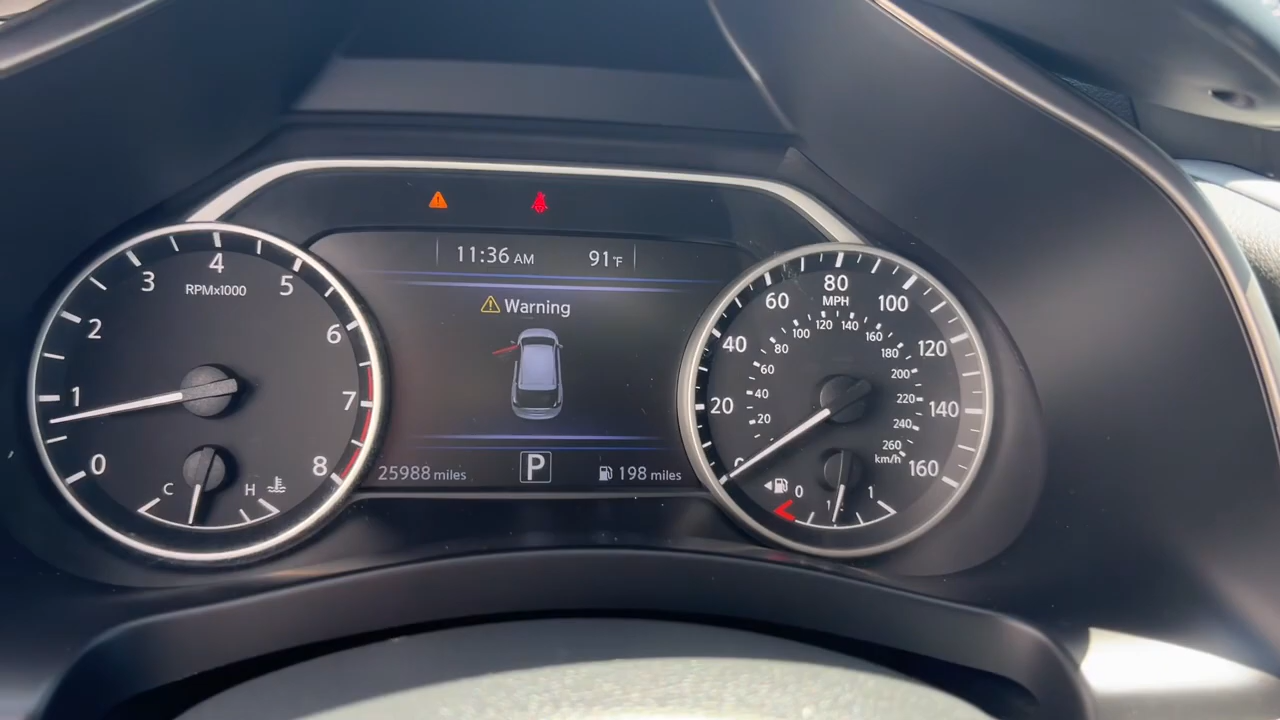 11:36 AM 91°F
Warning
25988 miles P 198 miles
0 1 2 3 4 5 6 7 8
RPMx1000
C H
0 20 40 60 80 100 120 140 160
MPH
20 40 60 80 100 120 140 160 180 200 220 240 260
km/h
0 1